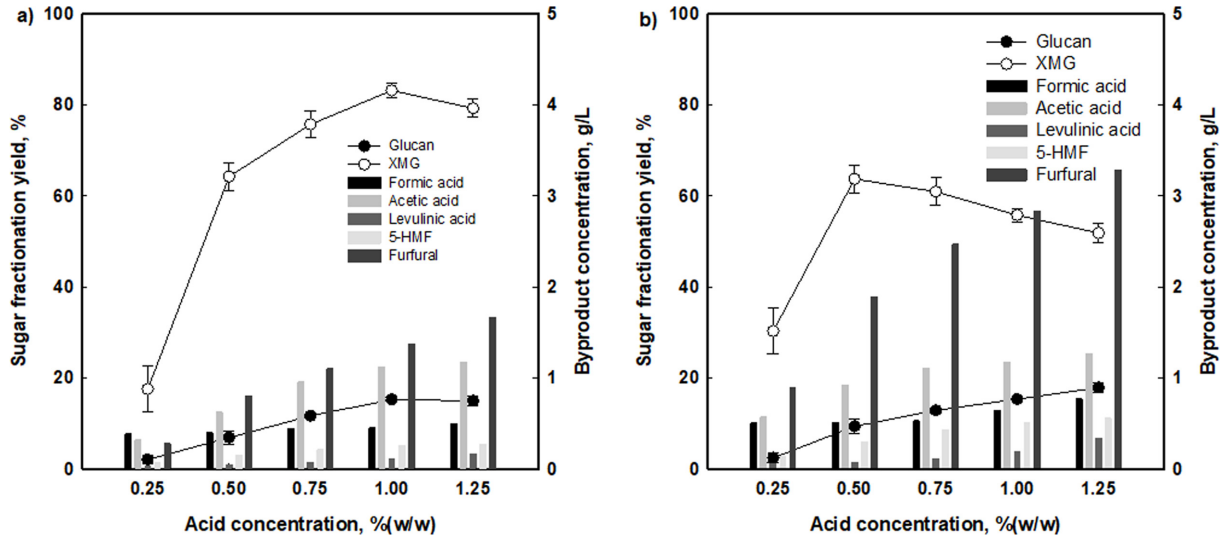 a)
Sugar fractionation yield, %
100
80
60
40
20
0
5
4
3
2
1
0
Byproduct concentration, g/L
Glucan
XMG
Formic acid
Acetic acid
Levulinic acid
5-HMF
Furfural
0.25 0.50 0.75 1.00 1.25
Acid concentration, %(w/w)
b)
Sugar fractionation yield, %
100
80
60
40
20
0
5
4
3
2
1
0
Byproduct concentration, g/L
Glucan
XMG
Formic acid
Acetic acid
Levulinic acid
5-HMF
Furfural
0.25 0.50 0.75 1.00 1.25
Acid concentration, %(w/w)